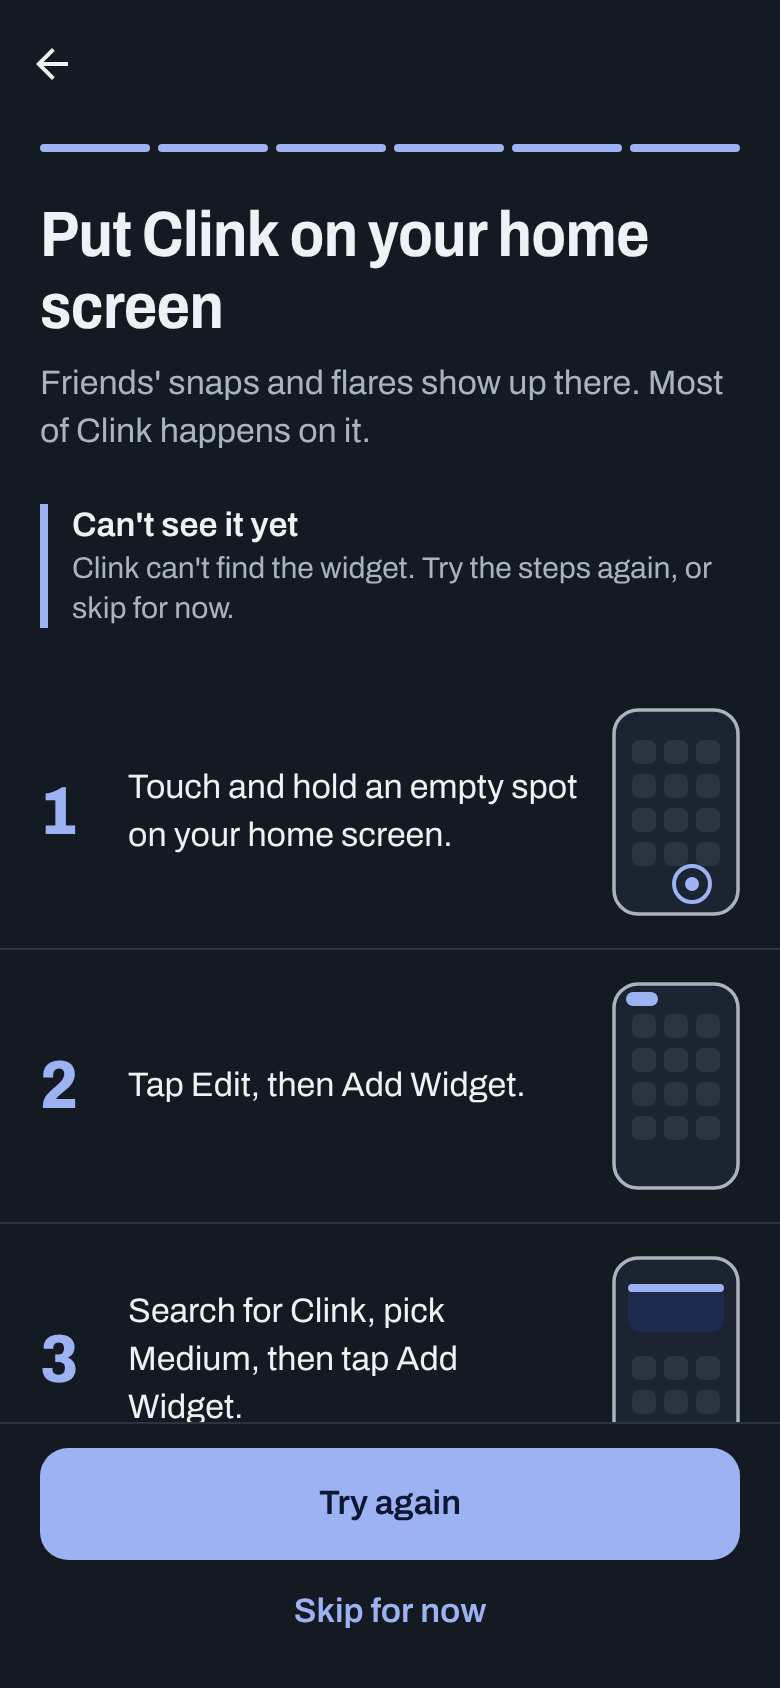 Put Clink on your home
screen
Friends' snaps and flares show up there. Most
of Clink happens on it.
Can't see it yet
Clink can't find the widget. Try the steps again, or
skip for now.
1
Touch and hold an empty spot
on your home screen.
2
Tap Edit, then Add Widget.
3
Search for Clink, pick
Medium, then tap Add
Widget.
Try again
Skip for now